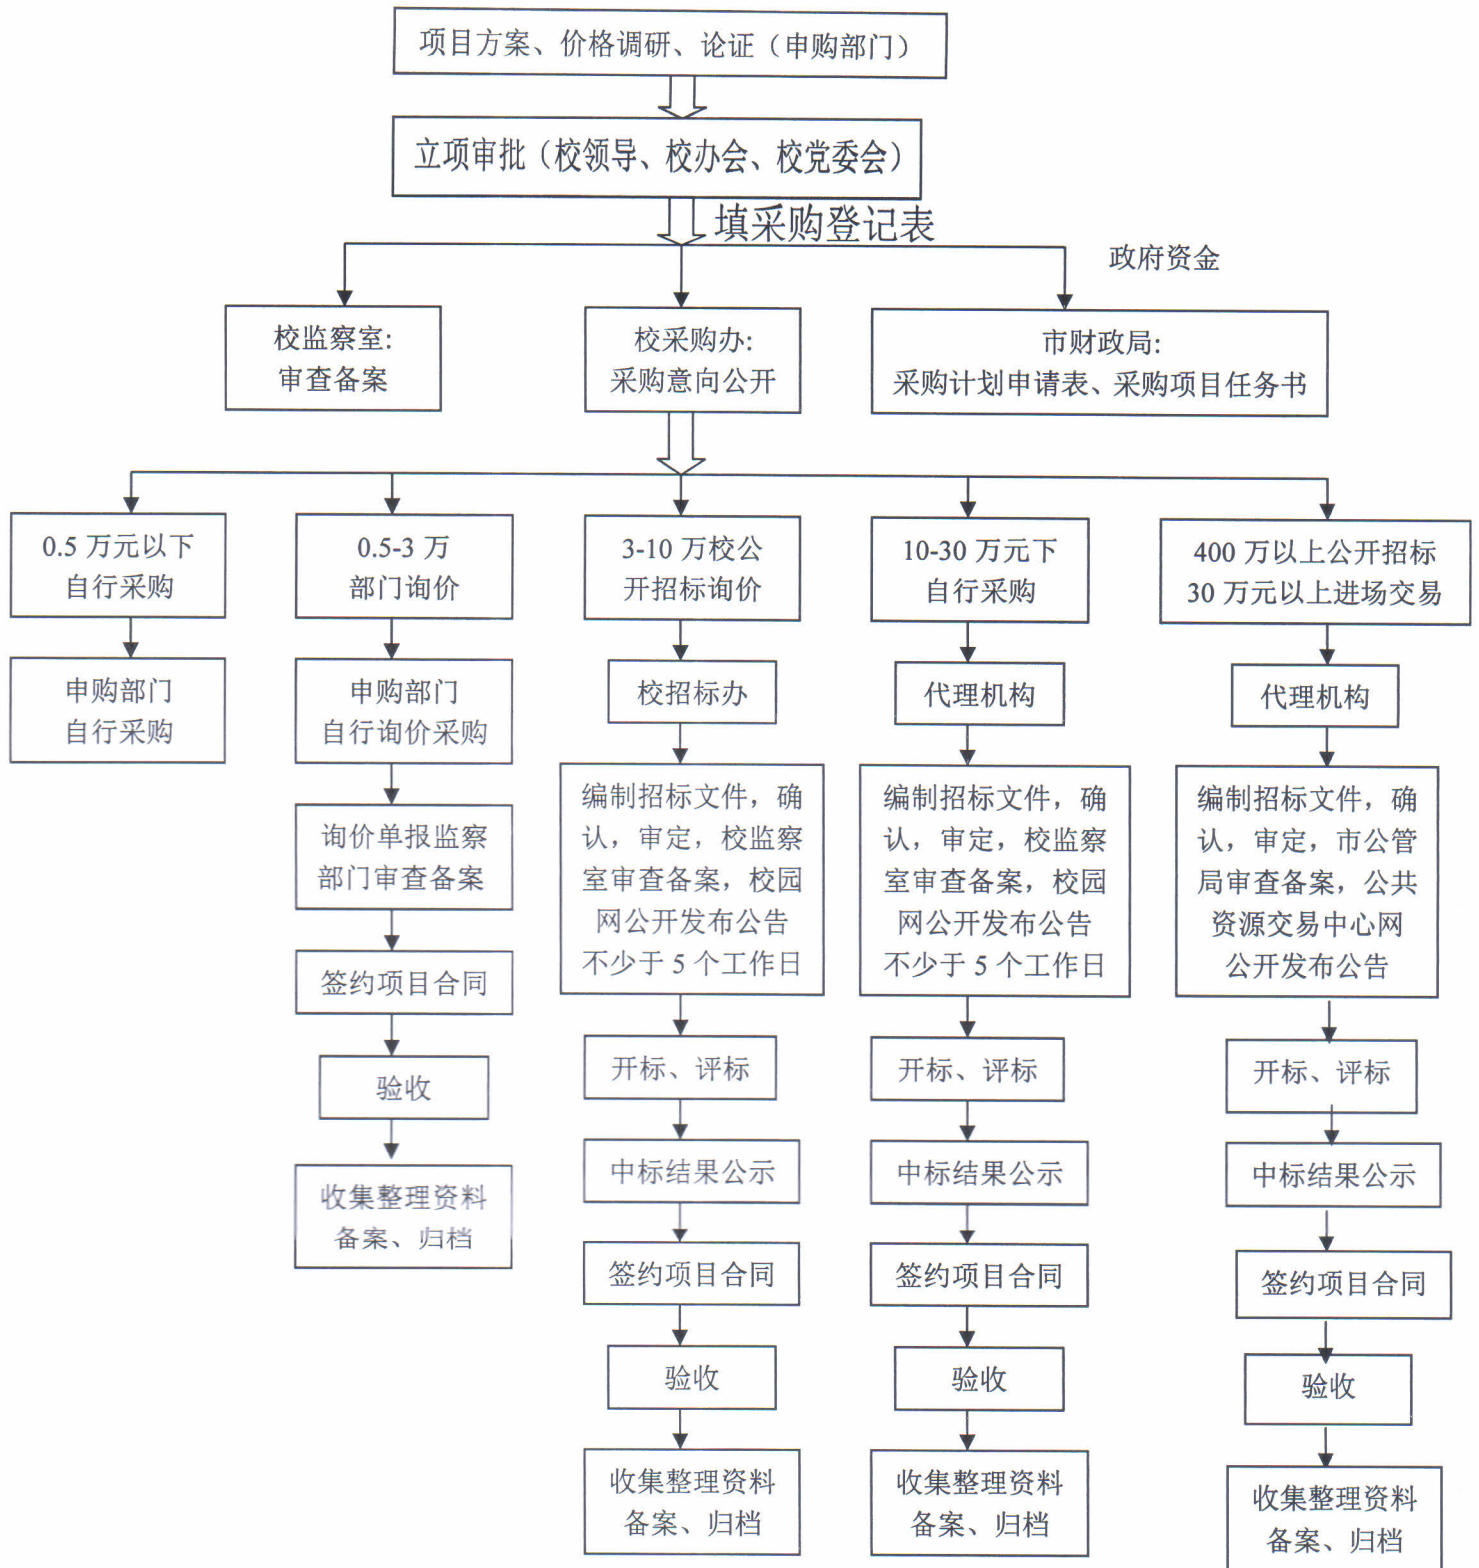 项目方案、价格调研、论证（申购部门）
立项审批（校领导、校办会、校党委会）
填采购登记表
政府资金
校监察室:
审查备案
校采购办:
采购意向公开
市财政局:
采购计划申请表、采购项目任务书
0.5 万元以下
自行采购
0.5-3 万
部门询价
3-10 万校公
开招标询价
10-30 万元下
自行采购
400 万以上公开招标
30 万元以上进场交易
申购部门
自行采购
申购部门
自行询价采购
校招标办
代理机构
代理机构
询价单报监察
部门审查备案
签约项目合同
验收
收集整理资料
备案、归档
编制招标文件，确
认，审定，校监察
室审查备案，校园
网公开发布公告
不少于 5 个工作日
开标、评标
中标结果公示
签约项目合同
验收
收集整理资料
备案、归档
编制招标文件，确
认，审定，校监察
室审查备案，校园
网公开发布公告
不少于 5 个工作日
开标、评标
中标结果公示
签约项目合同
验收
收集整理资料
备案、归档
编制招标文件，确
认，审定，市公管
局审查备案，公共
资源交易中心网
公开发布公告
开标、评标
中标结果公示
签约项目合同
验收
收集整理资料
备案、归档